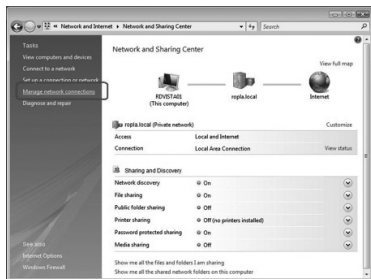 Network and Internet ▸ Network and Sharing Center
Search
Tasks
View computers and devices
Connect to a network
Set up a connection or network
Manage network connections
Diagnose and repair
See also
Internet Options
Windows Firewall
Network and Sharing Center
View full map
RDVISTA01
(This computer)
ropla.local
Internet
ropla.local (Private network)
Customize
Access Local and Internet
Connection Local Area Connection View status
Sharing and Discovery
Network discovery On
File sharing On
Public folder sharing Off
Printer sharing Off (no printers installed)
Password protected sharing On
Media sharing Off
Show me all the files and folders I am sharing
Show me all the shared network folders on this computer